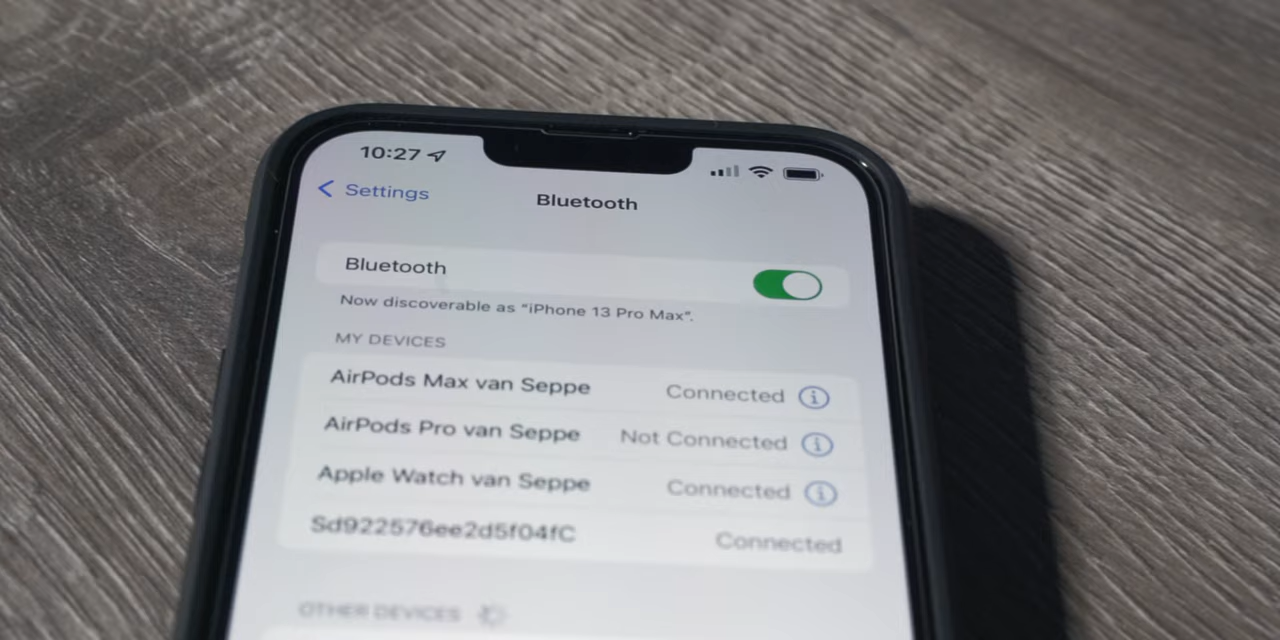 10:27
Settings
Bluetooth
Bluetooth
Now discoverable as “iPhone 13 Pro Max”.
MY DEVICES
AirPods Max van Seppe Connected
AirPods Pro van Seppe Not Connected
Apple Watch van Seppe Connected
Sd922576ee2d5f04fC Connected
OTHER DEVICES